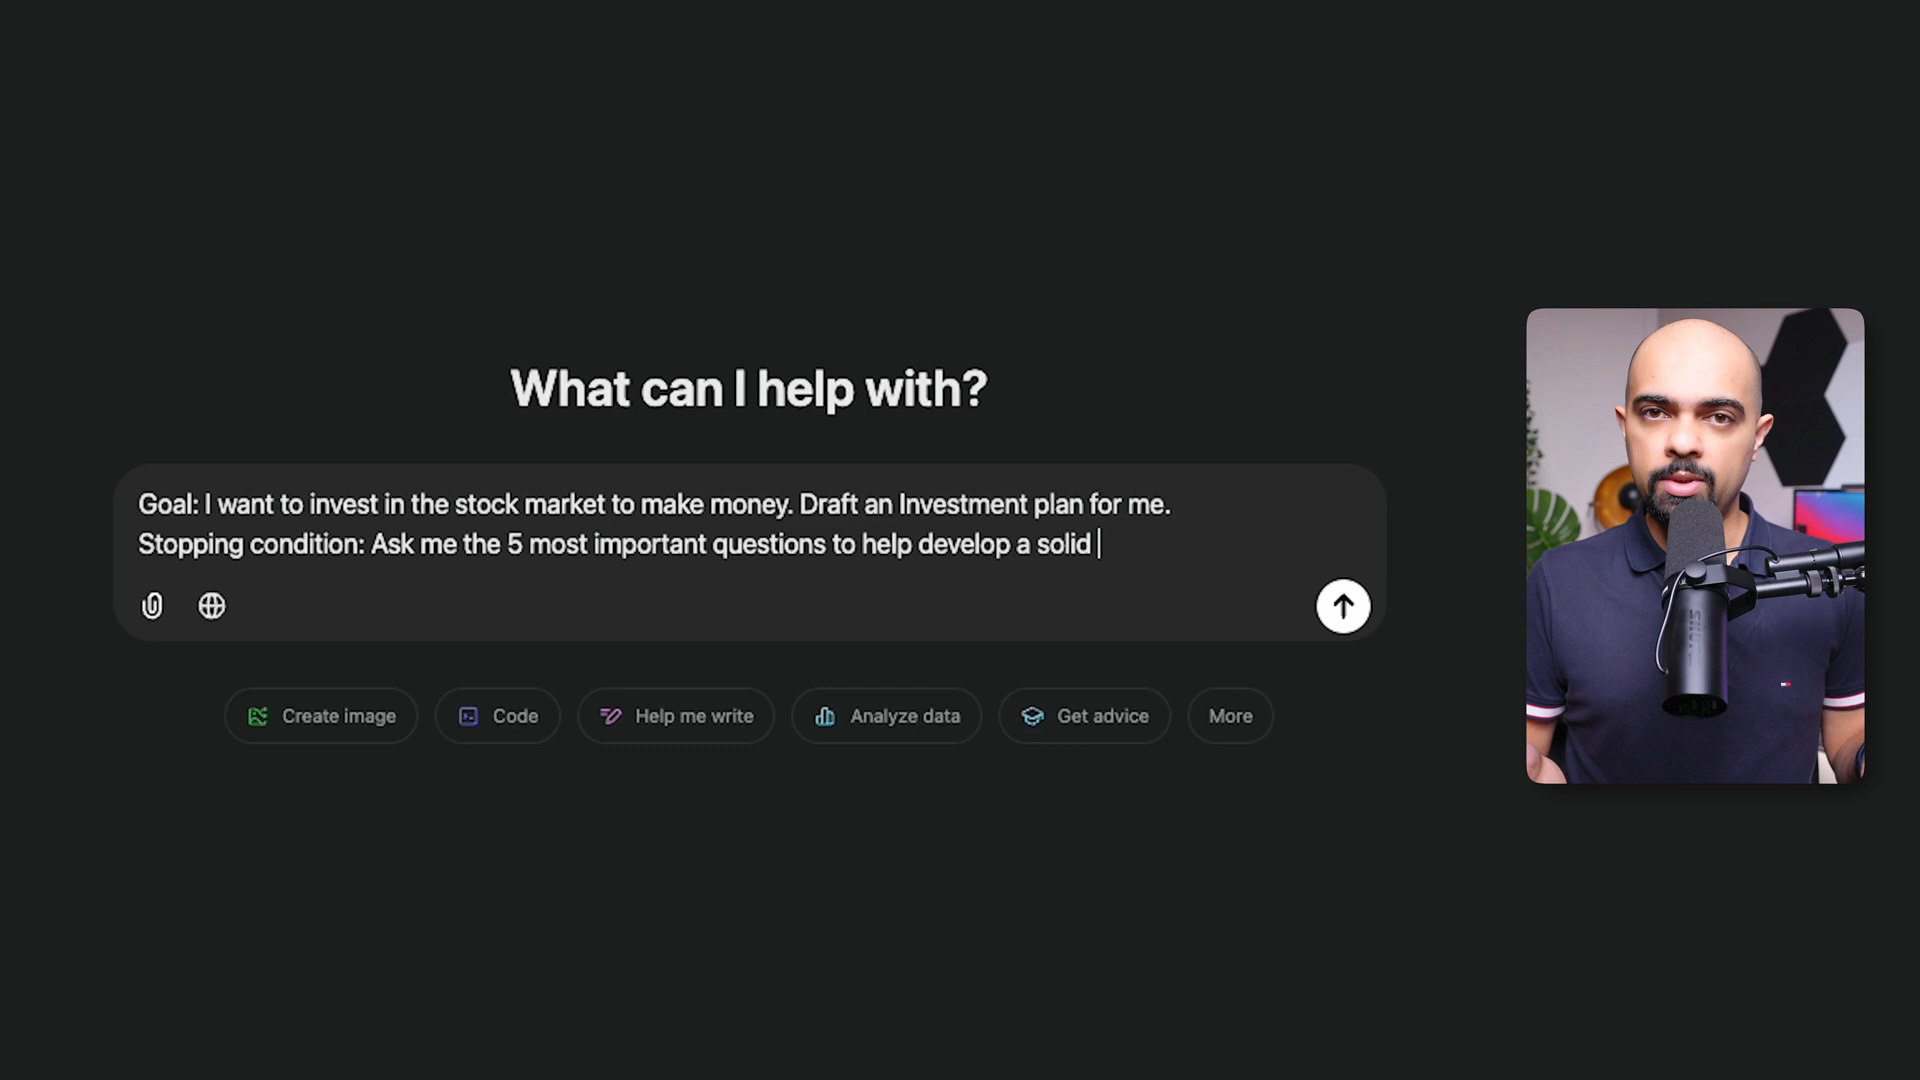 What can I help with?
Goal: I want to invest in the stock market to make money. Draft an Investment plan for me.
Stopping condition: Ask me the 5 most important questions to help develop a solid
Create image
Code
Help me write
Analyze data
Get advice
More